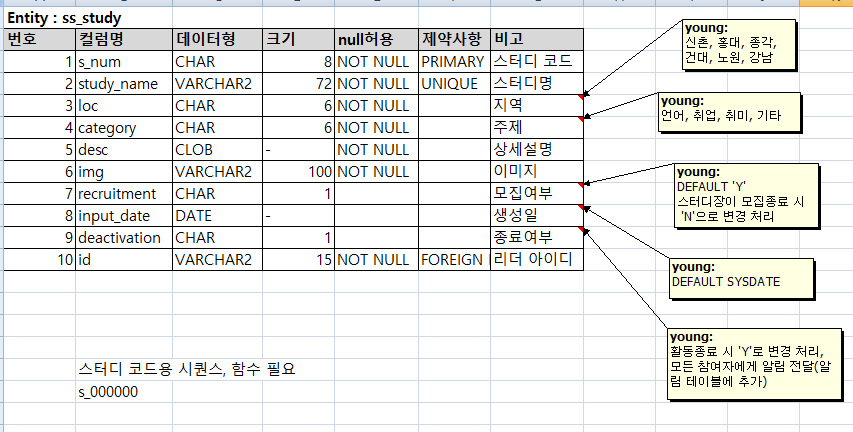 Entity : ss_study
번호 컬럼명 데이터형 크기 null허용 제약사항 비고
1 s_num CHAR 8 NOT NULL PRIMARY 스터디 코드
2 study_name VARCHAR2 72 NOT NULL UNIQUE 스터디명
3 loc CHAR 6 NOT NULL 지역
4 category CHAR 6 NOT NULL 주제
5 desc CLOB - NOT NULL 상세설명
6 img VARCHAR2 100 NOT NULL 이미지
7 recruitment CHAR 1 모집여부
8 input_date DATE - 생성일
9 deactivation CHAR 1 종료여부
10 id VARCHAR2 15 NOT NULL FOREIGN 리더 아이디
스터디 코드용 시퀀스, 함수 필요
s_000000
young:
신촌, 홍대, 종각,
건대, 노원, 강남
young:
언어, 취업, 취미, 기타
young:
DEFAULT 'Y'
스터디장이 모집종료 시
'N'으로 변경 처리
young:
DEFAULT SYSDATE
young:
활동종료 시 'Y'로 변경 처리,
모든 참여자에게 알림 전달(알
림 테이블에 추가)